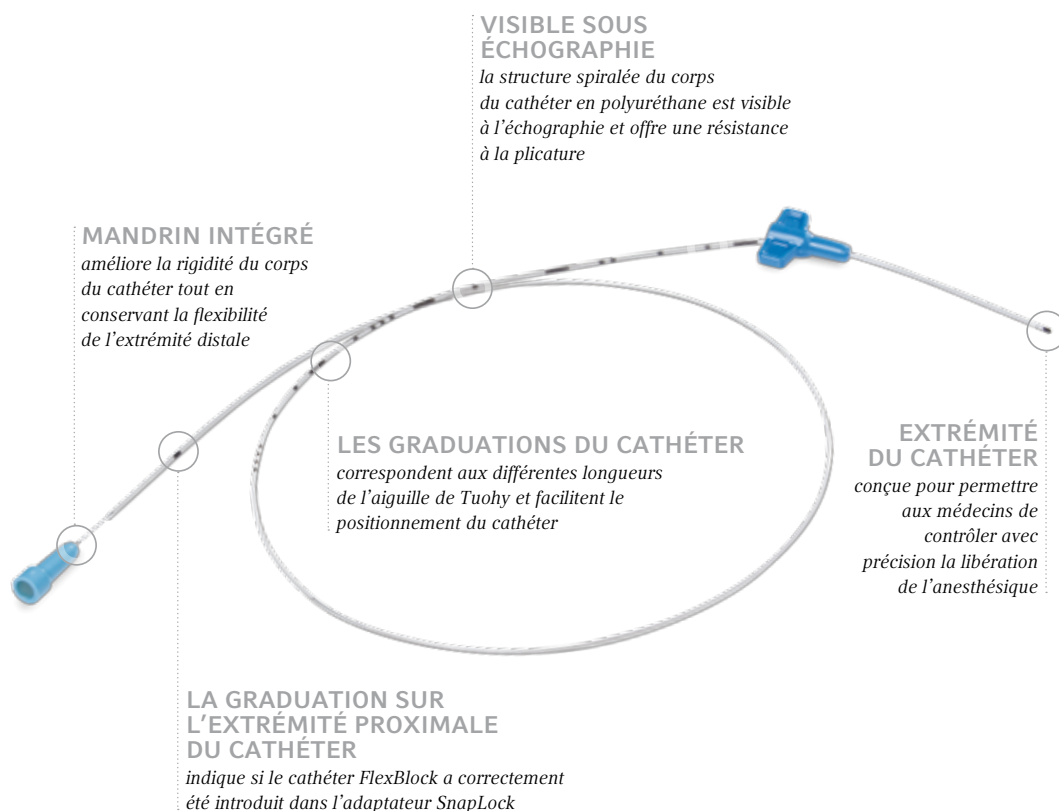 VISIBLE SOUS
ÉCHOGRAPHIE
la structure spiralée du corps
du cathéter en polyuréthane est visible
à l'échographie et offre une résistance
à la plicature
MANDRIN INTÉGRÉ
améliore la rigidité du corps
du cathéter tout en
conservant la flexibilité
de l'extrémité distale
LES GRADUATIONS DU CATHÉTER
correspondent aux différentes longueurs
de l'aiguille de Tuohy et facilitent le
positionnement du cathéter
EXTRÉMITÉ
DU CATHÉTER
conçue pour permettre
aux médecins de
contrôler avec
précision la libération
de l'anesthésique
LA GRADUATION SUR
L'EXTRÉMITÉ PROXIMALE
DU CATHÉTER
indique si le cathéter FlexBlock a correctement
été introduit dans l'adaptateur SnapLock